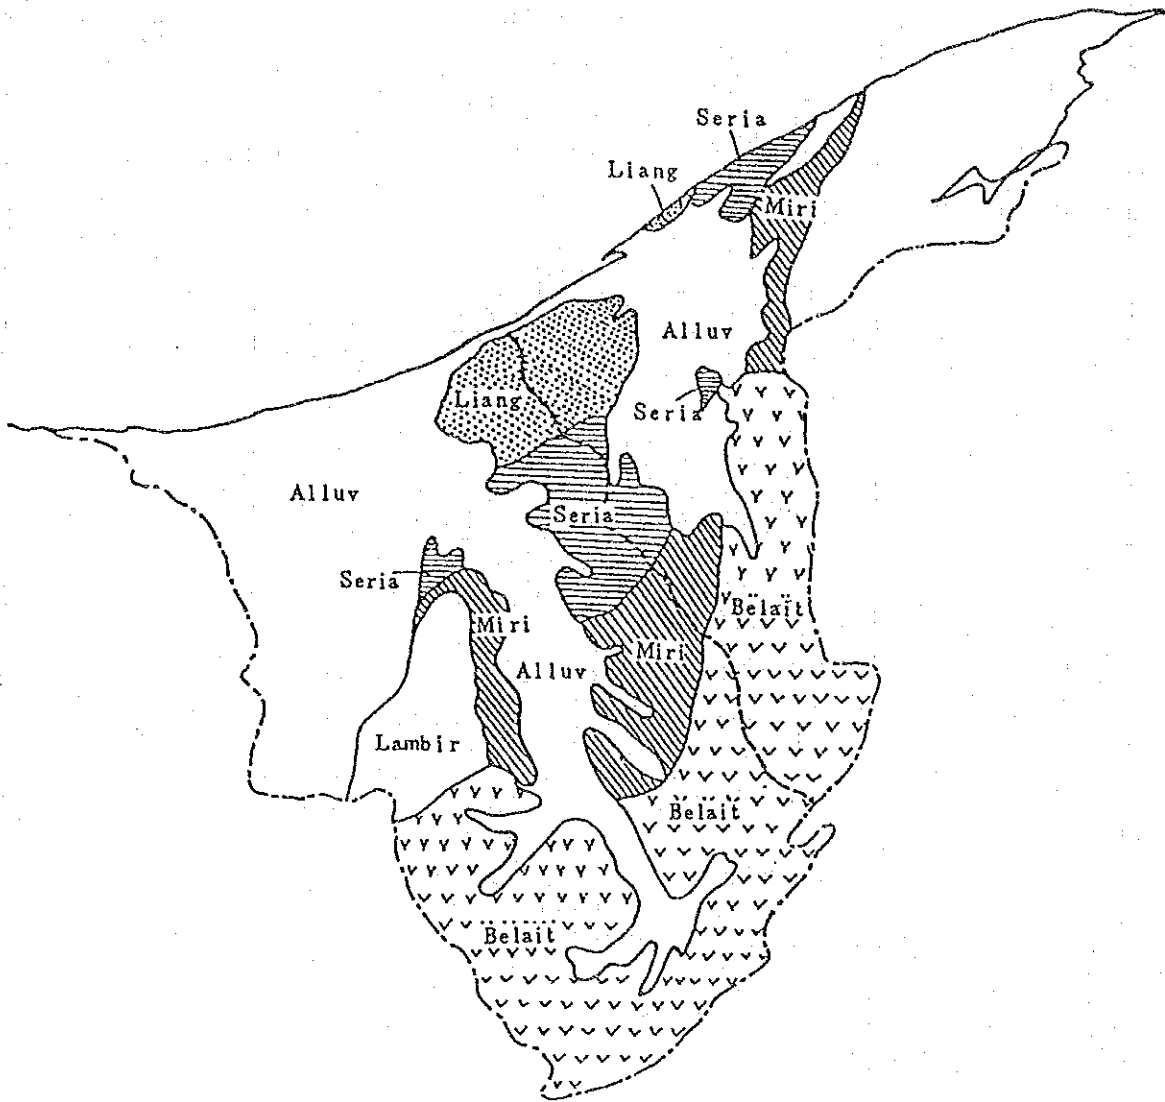 Seria
Liang
Miri
Alluv
Liang
Seria
Alluv
Seria
Seria
Belait
Miri
Miri
Alluv
Lambir
Belait
Belait